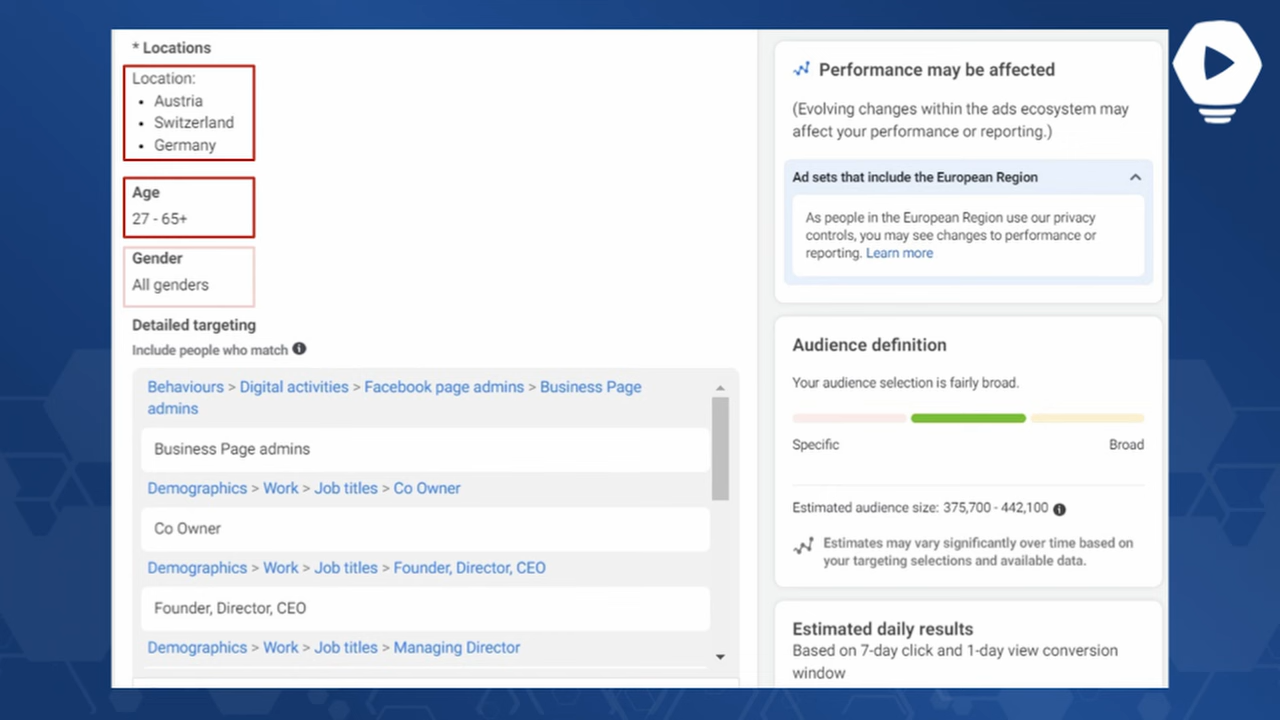 * Locations
Location:
• Austria
• Switzerland
• Germany
Age
27 - 65+
Gender
All genders
Detailed targeting
Include people who match
Behaviours > Digital activities > Facebook page admins > Business Page
admins
Business Page admins
Demographics > Work > Job titles > Co Owner
Co Owner
Demographics > Work > Job titles > Founder, Director, CEO
Founder, Director, CEO
Demographics > Work > Job titles > Managing Director
Performance may be affected
(Evolving changes within the ads ecosystem may
affect your performance or reporting.)
Ad sets that include the European Region
As people in the European Region use our privacy
controls, you may see changes to performance or
reporting. Learn more
Audience definition
Your audience selection is fairly broad.
Specific
Broad
Estimated audience size: 375,700 - 442,100
Estimates may vary significantly over time based on
your targeting selections and available data.
Estimated daily results
Based on 7-day click and 1-day view conversion
window